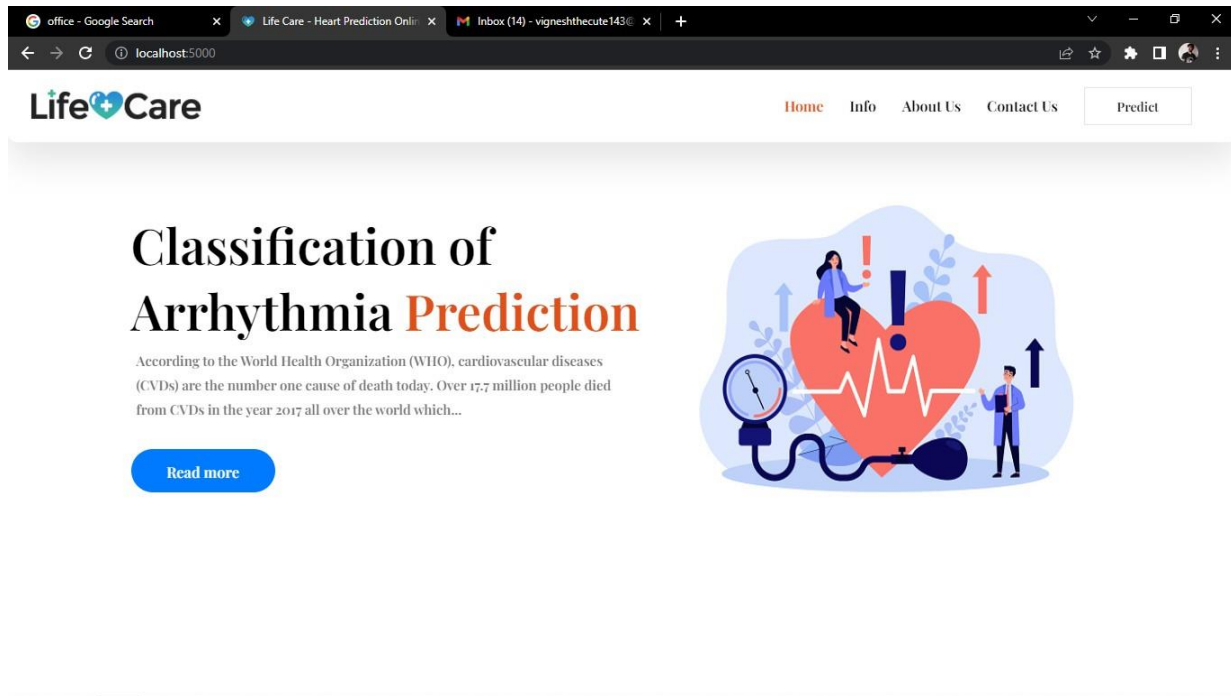 office - Google Search
Life Care - Heart Prediction Onlin
Inbox (14) - vigneshthecute143@
localhost:5000
Life Care
Home Info About Us Contact Us Predict
Classification of
Arrhythmia Prediction
According to the World Health Organization (WHO), cardiovascular diseases
(CVDs) are the number one cause of death today. Over 17.7 million people died
from CVDs in the year 2017 all over the world which...
Read more